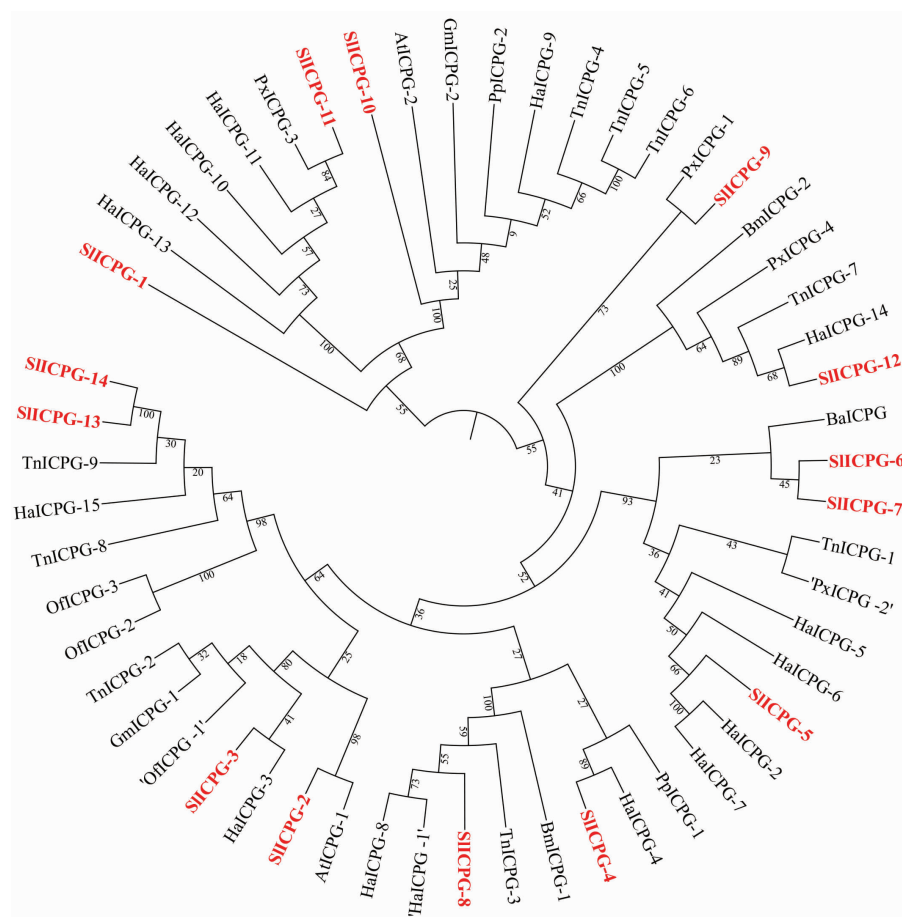 SlICPG-1
HaICPG-13
HaICPG-12
HaICPG-10
HaICPG-11
PxICPG-3
SlICPG-11
SlICPG-10
AtICPG-2
GmICPG-2
PpICPG-2
HaICPG-9
TnICPG-4
TnICPG-5
TnICPG-6
PxICPG-1
SlICPG-9
BmICPG-2
PxICPG-4
TnICPG-7
HaICPG-14
SlICPG-12
BaICPG
SlICPG-6
SlICPG-7
TnICPG-1
'PxICPG -2'
HaICPG-5
HaICPG-6
SlICPG-5
HaICPG-2
HaICPG-7
PpICPG-1
HaICPG-4
SlICPG-4
BmICPG-1
TnICPG-3
SlICPG-8
'HaICPG -1'
HaICPG-8
AtICPG-1
SlICPG-2
HaICPG-3
SlICPG-3
'OfICPG -1'
GmICPG-1
TnICPG-2
OfICPG-2
OfICPG-3
TnICPG-8
HaICPG-15
TnICPG-9
SlICPG-13
SlICPG-14
84
27
57
73
100
68
55
100
25
48
9
52
66
100
73
55
100
64
89
68
41
23
45
93
43
36
41
50
66
100
52
36
27
27
89
100
55
73
64
25
98
80
18
32
41
98
100
64
20
30
100